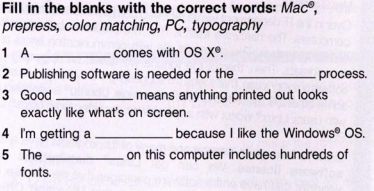 Fill in the blanks with the correct words: Mac®,
prepress, color matching, PC, typography
1 A __________ comes with OS X®.
2 Publishing software is needed for the __________ process.
3 Good __________ means anything printed out looks
exactly like what's on screen.
4 I'm getting a __________ because I like the Windows® OS.
5 The __________ on this computer includes hundreds of
fonts.